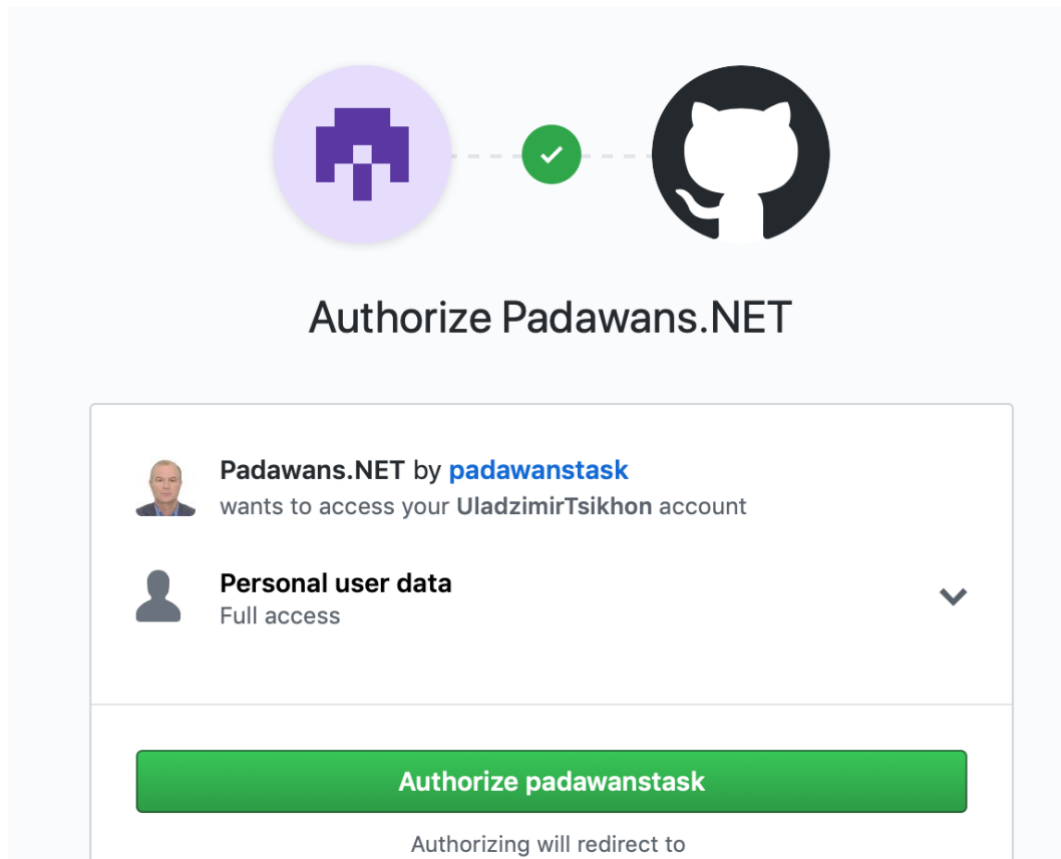 Authorize Padawans.NET
Padawans.NET by padawanstask
wants to access your UladzimirTsikhon account
Personal user data
Full access
Authorize padawanstask
Authorizing will redirect to